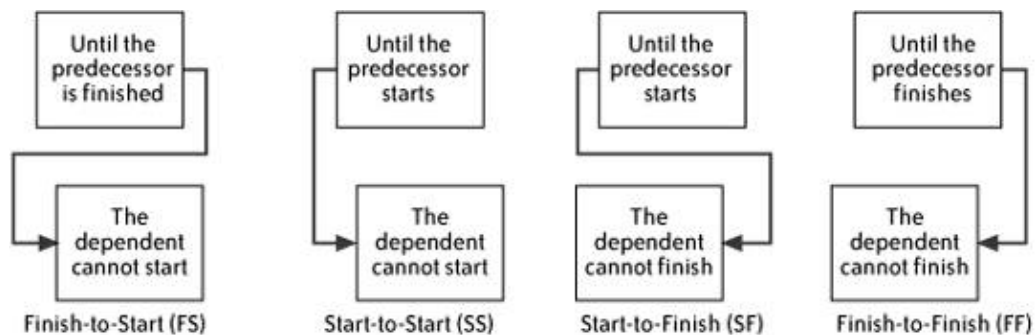 Until the
predecessor
is finished
The
dependent
cannot start
Finish-to-Start (FS)
Until the
predecessor
starts
The
dependent
cannot start
Start-to-Start (SS)
Until the
predecessor
starts
The
dependent
cannot finish
Start-to-Finish (SF)
Until the
predecessor
finishes
The
dependent
cannot finish
Finish-to-Finish (FF)